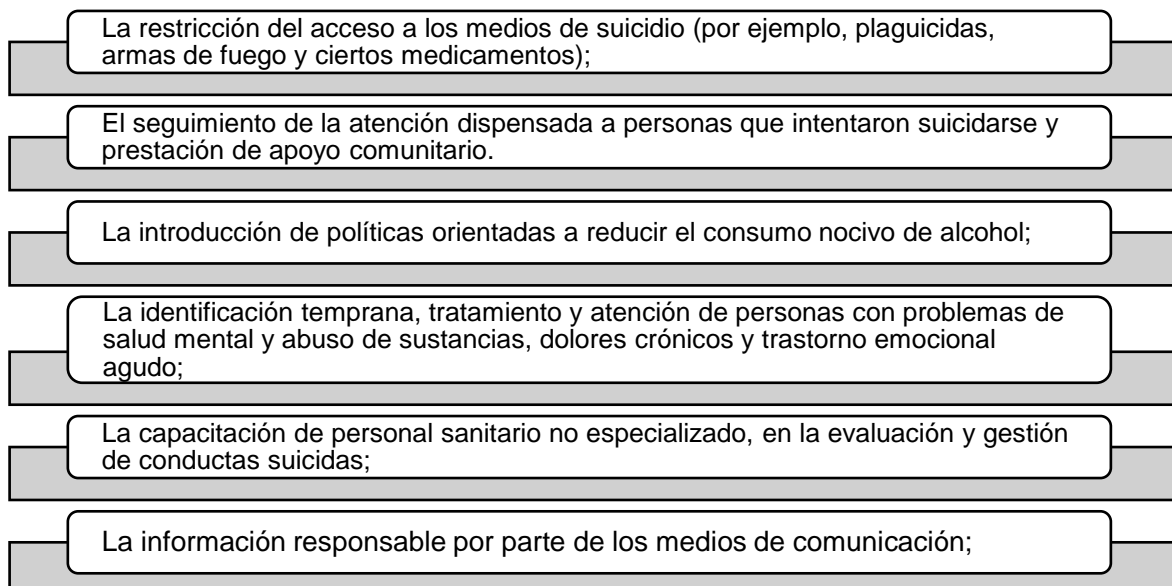 La restricción del acceso a los medios de suicidio (por ejemplo, plaguicidas,
armas de fuego y ciertos medicamentos);
El seguimiento de la atención dispensada a personas que intentaron suicidarse y
prestación de apoyo comunitario.
La introducción de políticas orientadas a reducir el consumo nocivo de alcohol;
La identificación temprana, tratamiento y atención de personas con problemas de
salud mental y abuso de sustancias, dolores crónicos y trastorno emocional
agudo;
La capacitación de personal sanitario no especializado, en la evaluación y gestión
de conductas suicidas;
La información responsable por parte de los medios de comunicación;